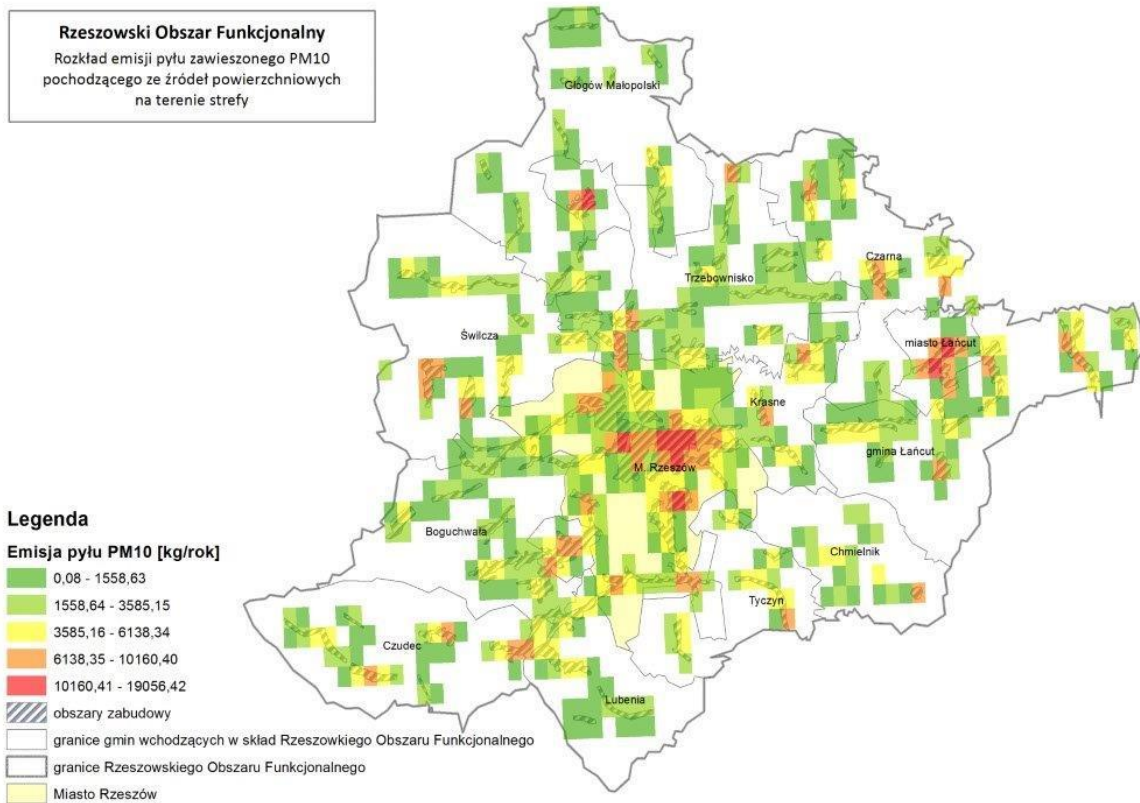 Rzeszowski Obszar Funkcjonalny
Rozkład emisji pyłu zawieszonego PM10
pochodzącego ze źródeł powierzchniowych
na terenie strefy
Głogów Małopolski
Trzebownisko
Czarna
Świlcza
miasto Łańcut
Krasne
gmina Łańcut
M. Rzeszów
Boguchwała
Chmielnik
Tyczyn
Czudec
Lubenia
Legenda
Emisja pyłu PM10 [kg/rok]
0,08 - 1558,63
1558,64 - 3585,15
3585,16 - 6138,34
6138,35 - 10160,40
10160,41 - 19056,42
obszary zabudowy
granice gmin wchodzących w skład Rzeszowkiego Obszaru Funkcjonalnego
granice Rzeszowskiego Obszaru Funkcjonalnego
Miasto Rzeszów